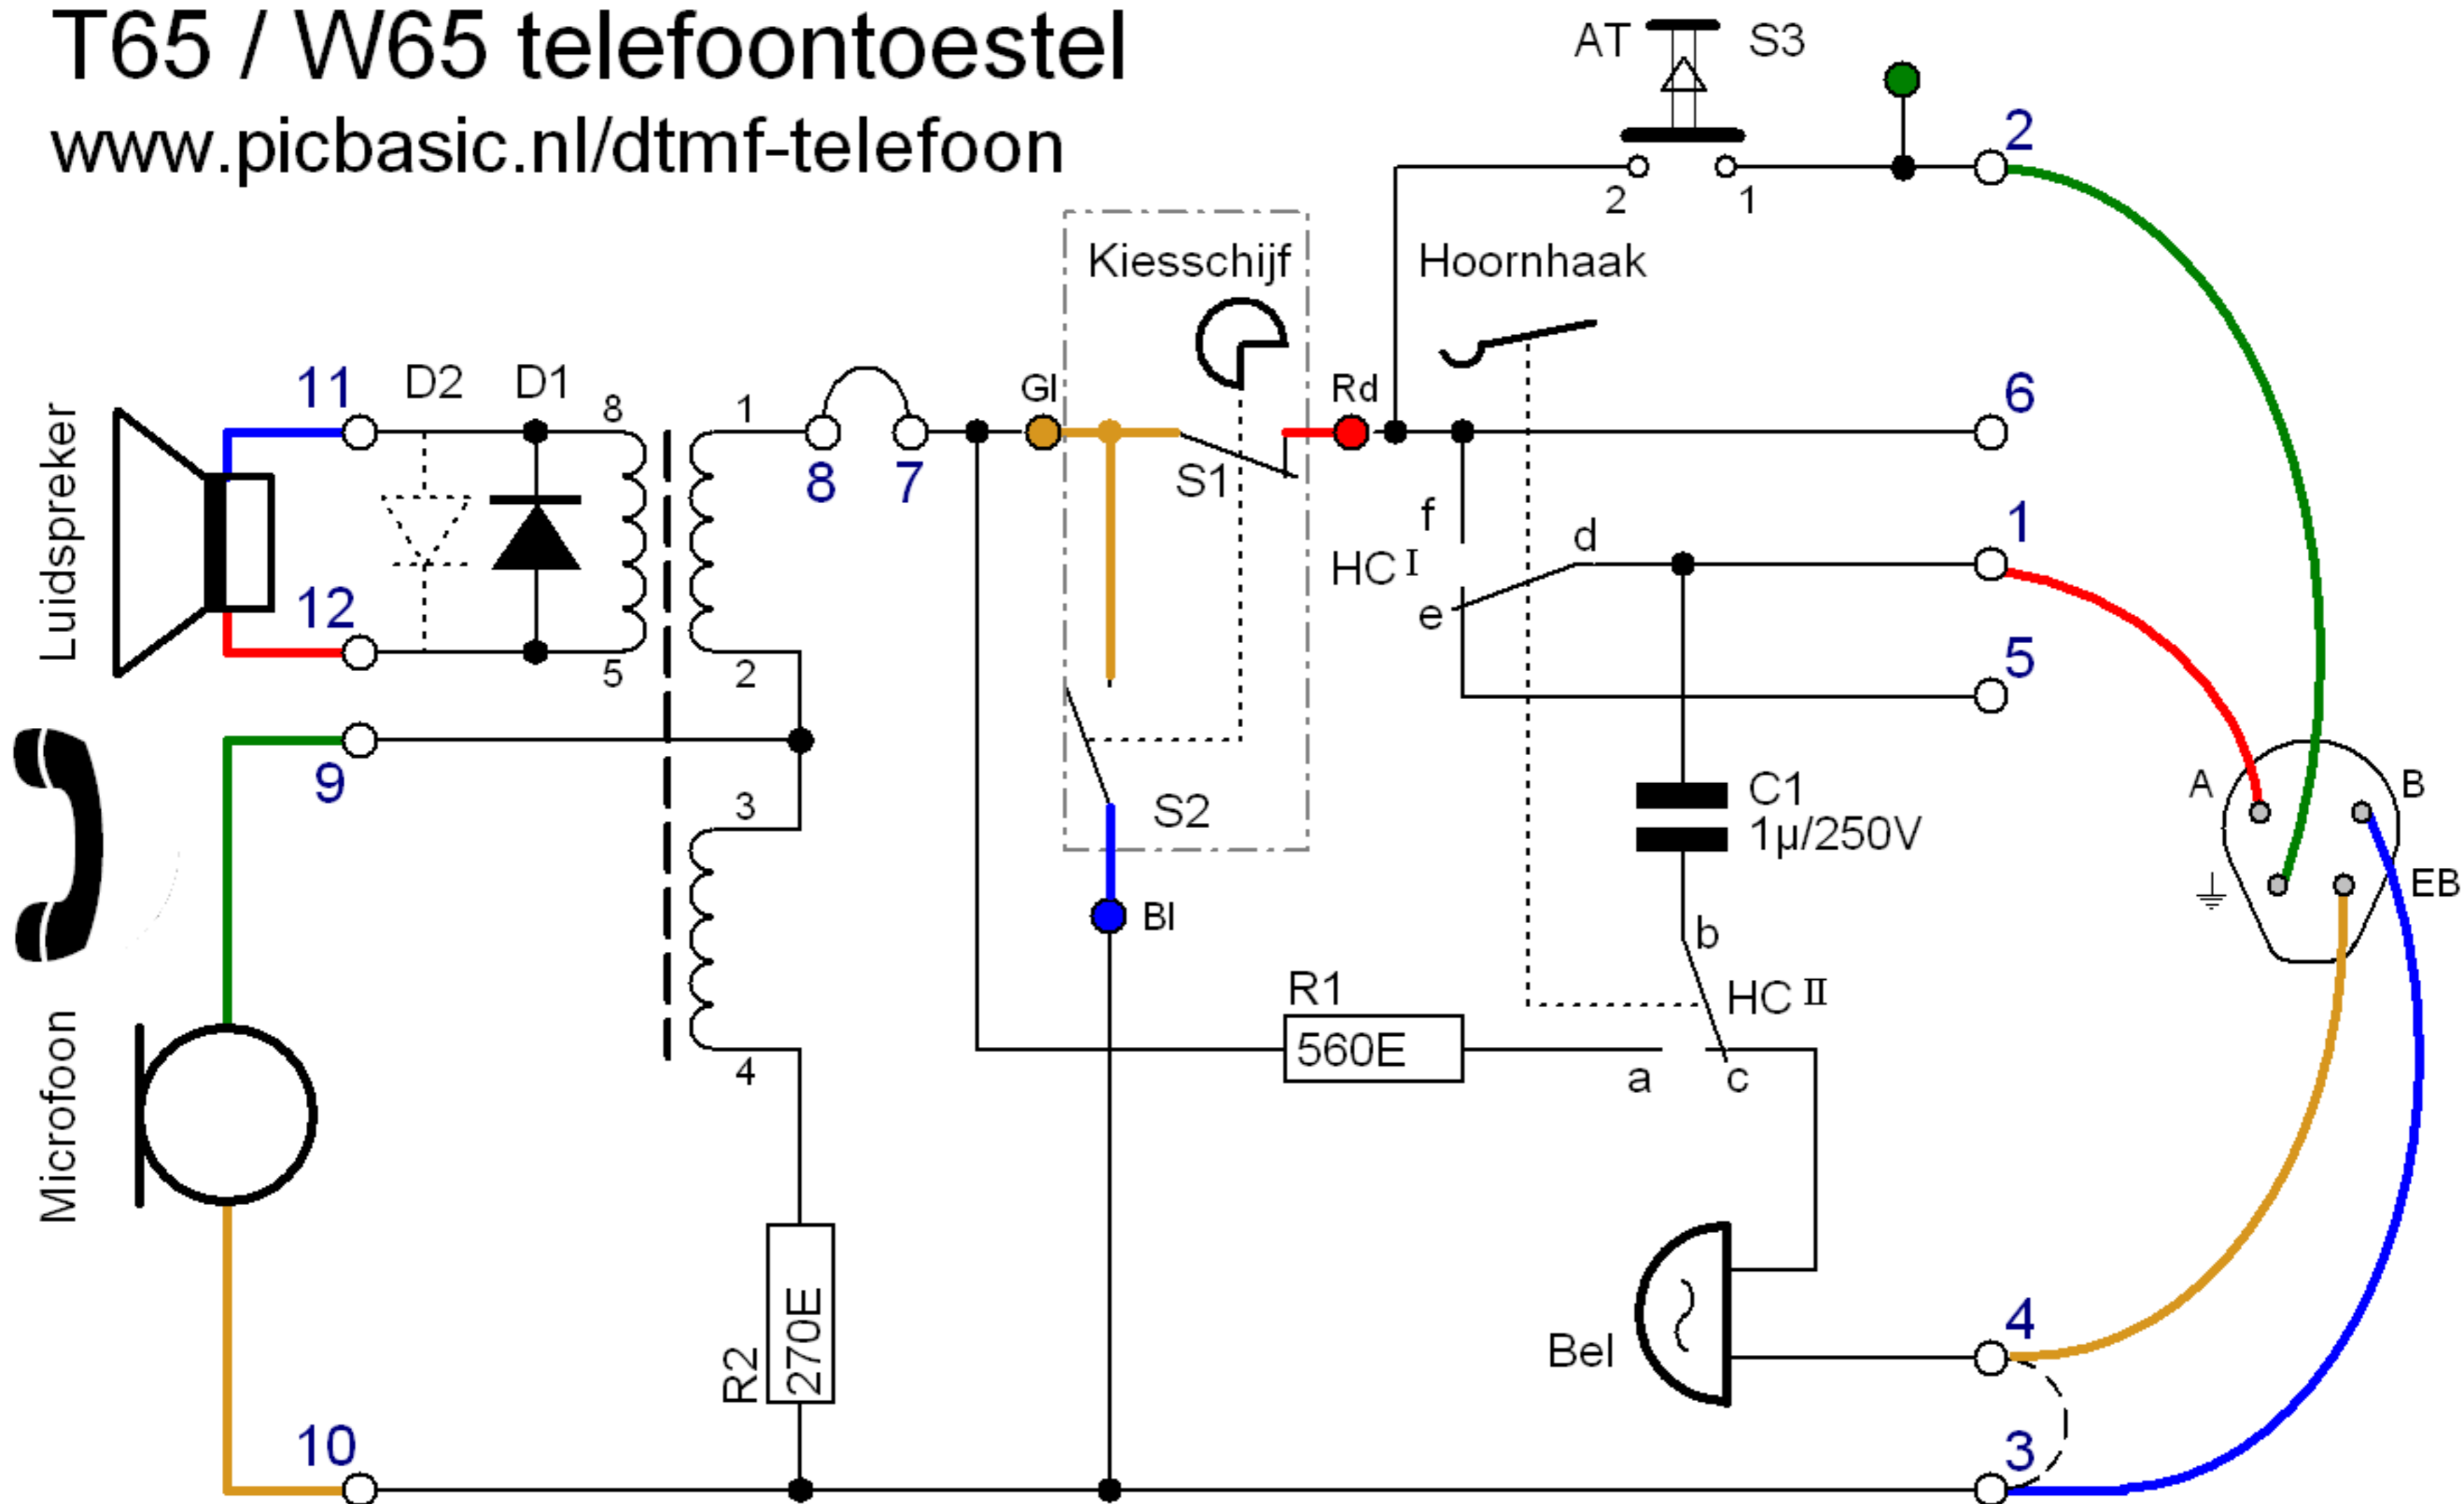 T65 / W65 telefoontoestel
www.picbasic.nl/dtmf-telefoon
AT S3
2
2 1
Kiesschijf Hoornhaak
11 D2 D1 8 1 Gl Rd 6
8 7 S1
Luidspreker
f d 1
HC I
e
12 5 2 5
9 3 S2 C1
1µ/250V
A B
EB
Bl b
R1 HC II
560E
4 a c
Microfoon
R2 270E Bel 4
10 3